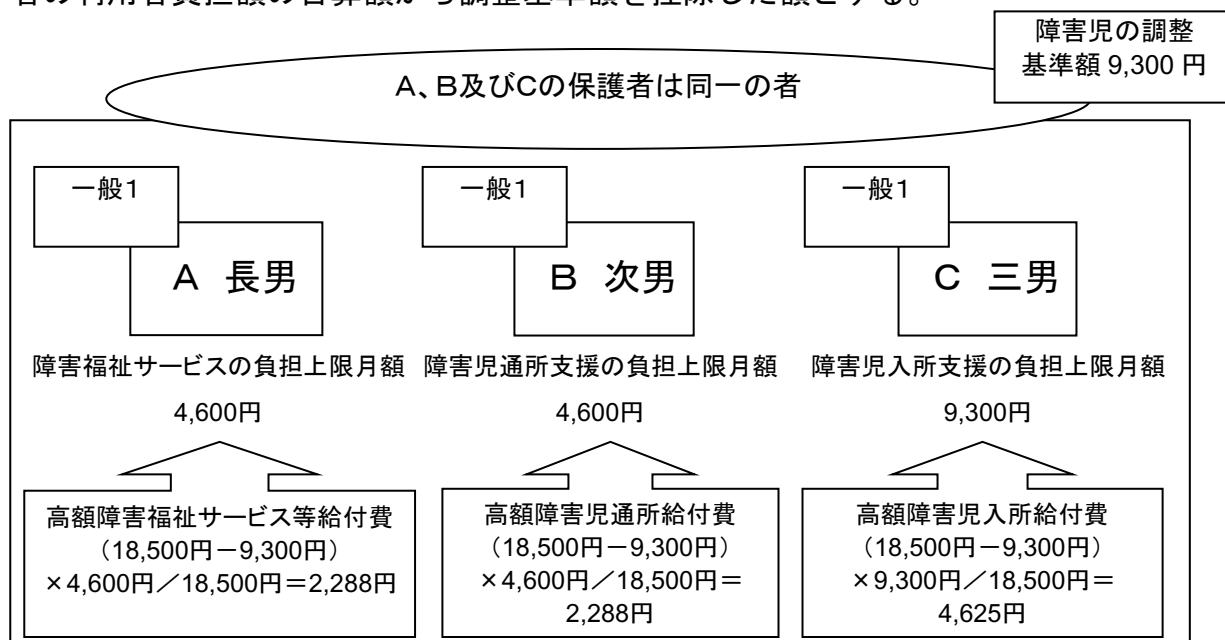 者の利用者負担額の合算額から調整基準額を控除した額とする。
障害児の調整
基準額 9,300 円
A、B及びCの保護者は同一の者
一般1
A 長男
障害福祉サービスの負担上限月額
4,600円
高額障害福祉サービス等給付費
(18,500円-9,300円)
×4,600円/18,500円=2,288円
一般1
B 次男
障害児通所支援の負担上限月額
4,600円
高額障害児通所給付費
(18,500円-9,300円)
×4,600円/18,500円=
2,288円
一般1
C 三男
障害児入所支援の負担上限月額
9,300円
高額障害児入所給付費
(18,500円-9,300円)
×9,300円/18,500円=
4,625円